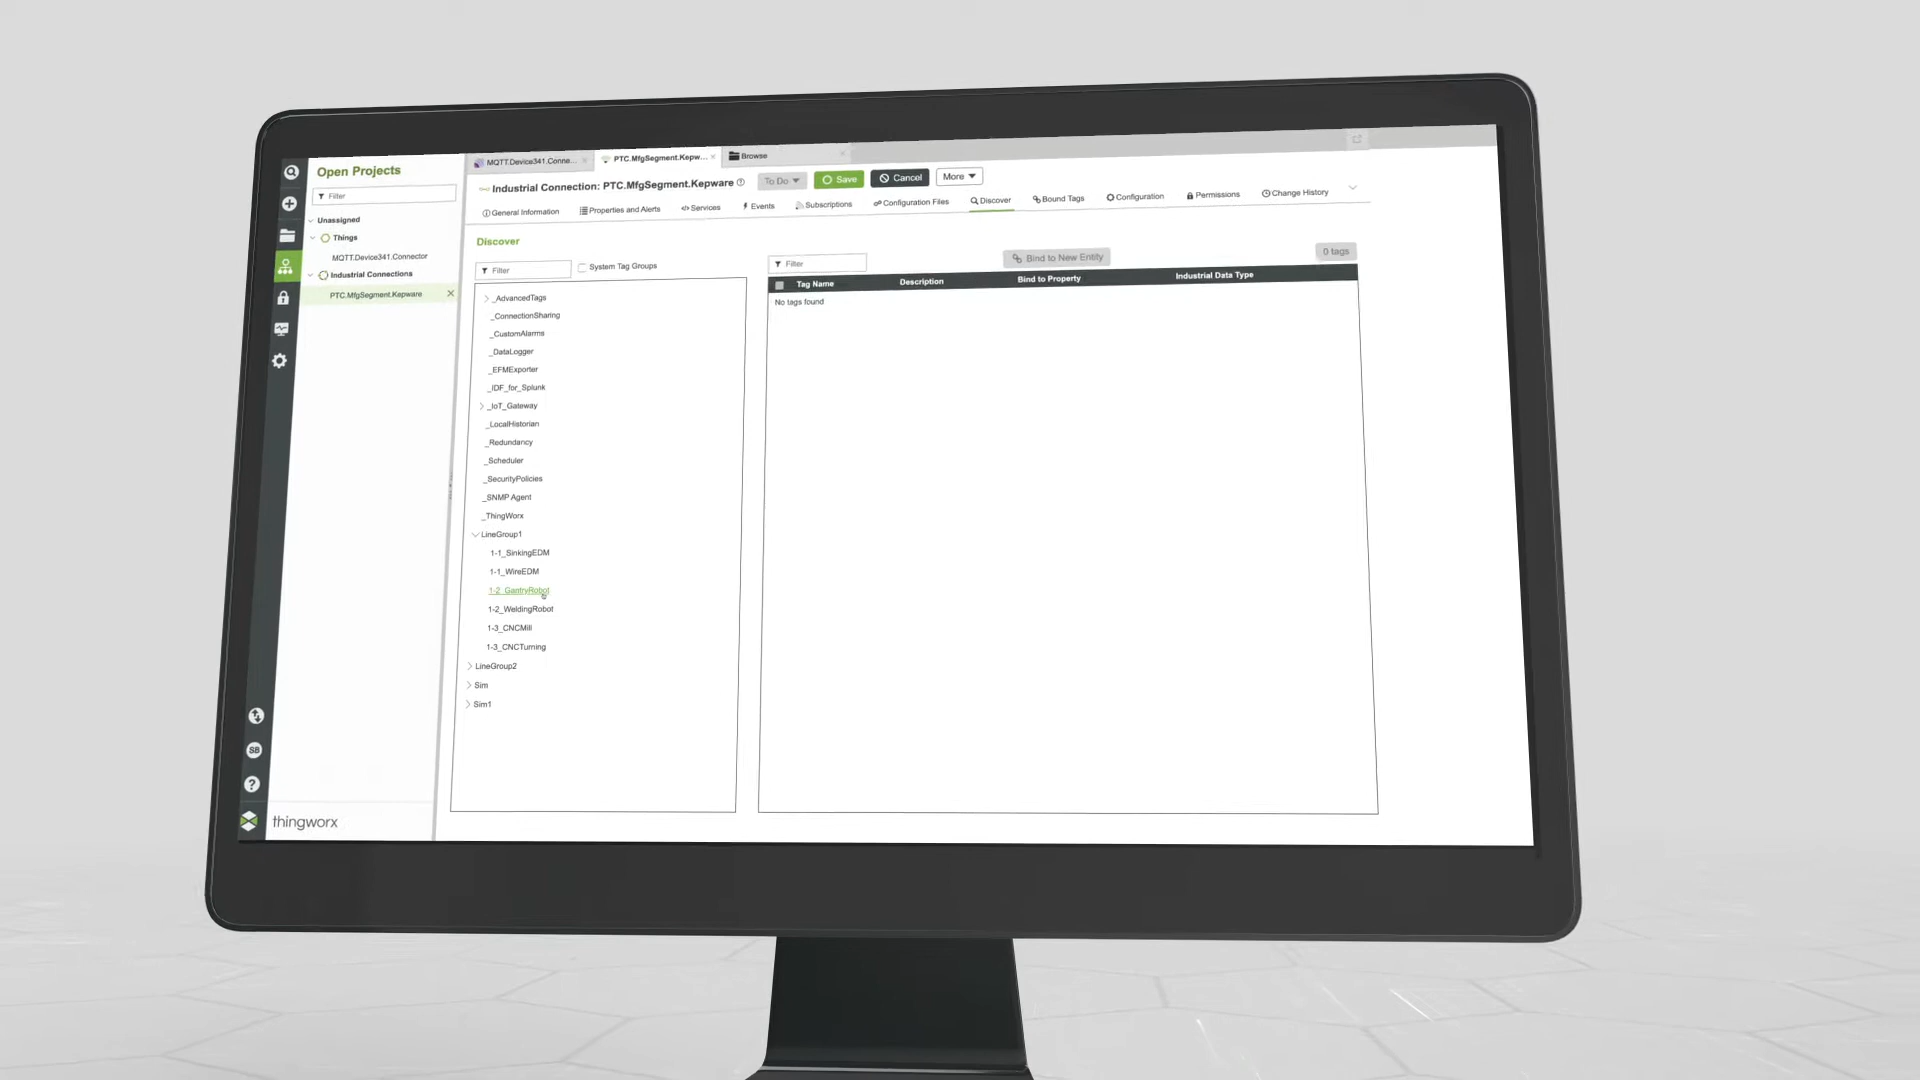 Open Projects
Filter
Unassigned
Things
MQTT.Device341.Connector
Industrial Connections
PTC.MfgSegment.Kepware
SB
?
thingworx
MQTT.Device341.Conne...
PTC.MfgSegment.Kepw...
Browse
Industrial Connection: PTC.MfgSegment.Kepware
To Do
Save
Cancel
More
General Information
Properties and Alerts
Services
Events
Subscriptions
Configuration Files
Discover
Bound Tags
Configuration
Permissions
Change History
Discover
Filter
System Tag Groups
_AdvancedTags
_ConnectionSharing
_CustomAlarms
_DataLogger
_EFMExporter
_IDF_for_Splunk
_IoT_Gateway
_LocalHistorian
_Redundancy
_Scheduler
_SecurityPolicies
_SNMP Agent
_ThingWorx
LineGroup1
1-1_SinkingEDM
1-1_WireEDM
1-2_GantryRobot
1-2_WeldingRobot
1-3_CNCMill
1-3_CNCTurning
LineGroup2
Sim
Sim1
Filter
Bind to New Entity
0 tags
Tag Name Description Bind to Property Industrial Data Type
No tags found